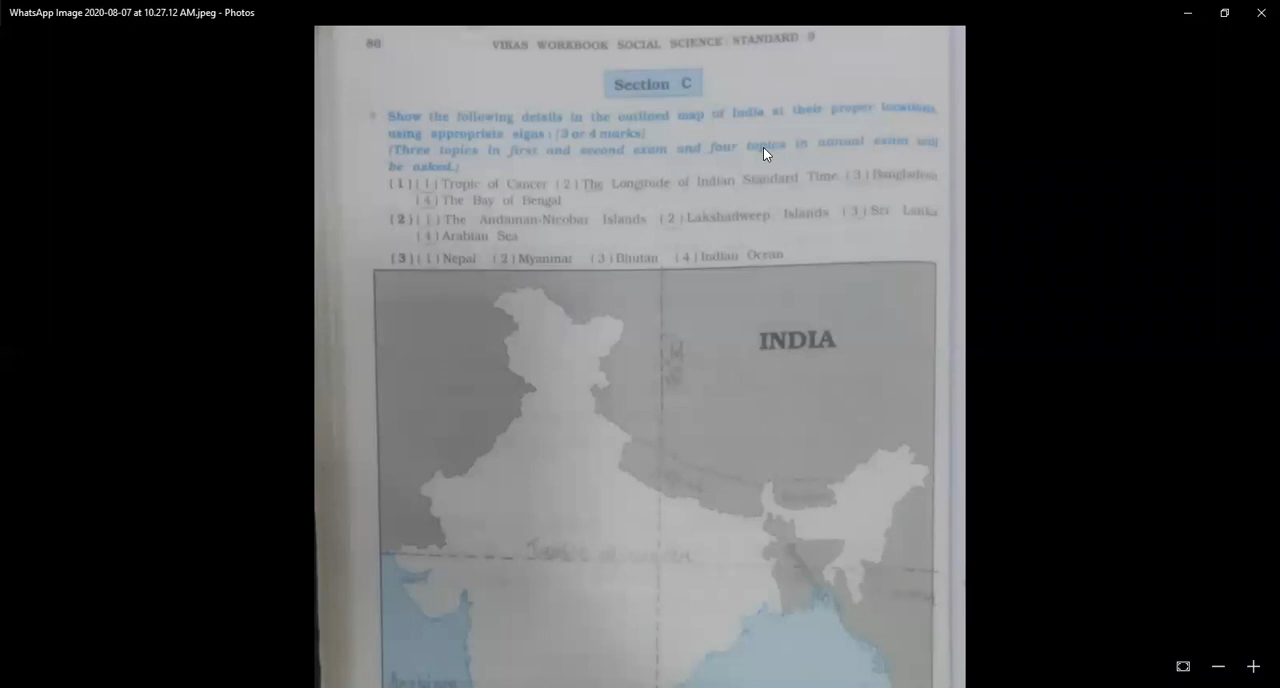 WhatsApp Image 2020-08-07 at 10.27.12 AM.jpeg - Photos
86 VIKAS WORKBOOK SOCIAL SCIENCE STANDARD 9
Section C
Show the following details in the outlined map of India at their proper locations
using appropriate signs : (3 or 4 marks)
(Three topics in first and second exam and four topics in annual exam will
be asked.)
(1) (1) Tropic of Cancer (2) The Longitude of Indian Standard Time (3) Bangladesh
(4) The Bay of Bengal
(2) (1) The Andaman-Nicobar Islands (2) Lakshadweep Islands (3) Sri Lanka
(4) Arabian Sea
(3) (1) Nepal (2) Myanmar (3) Bhutan (4) Indian Ocean
INDIA
Tropic of cancer